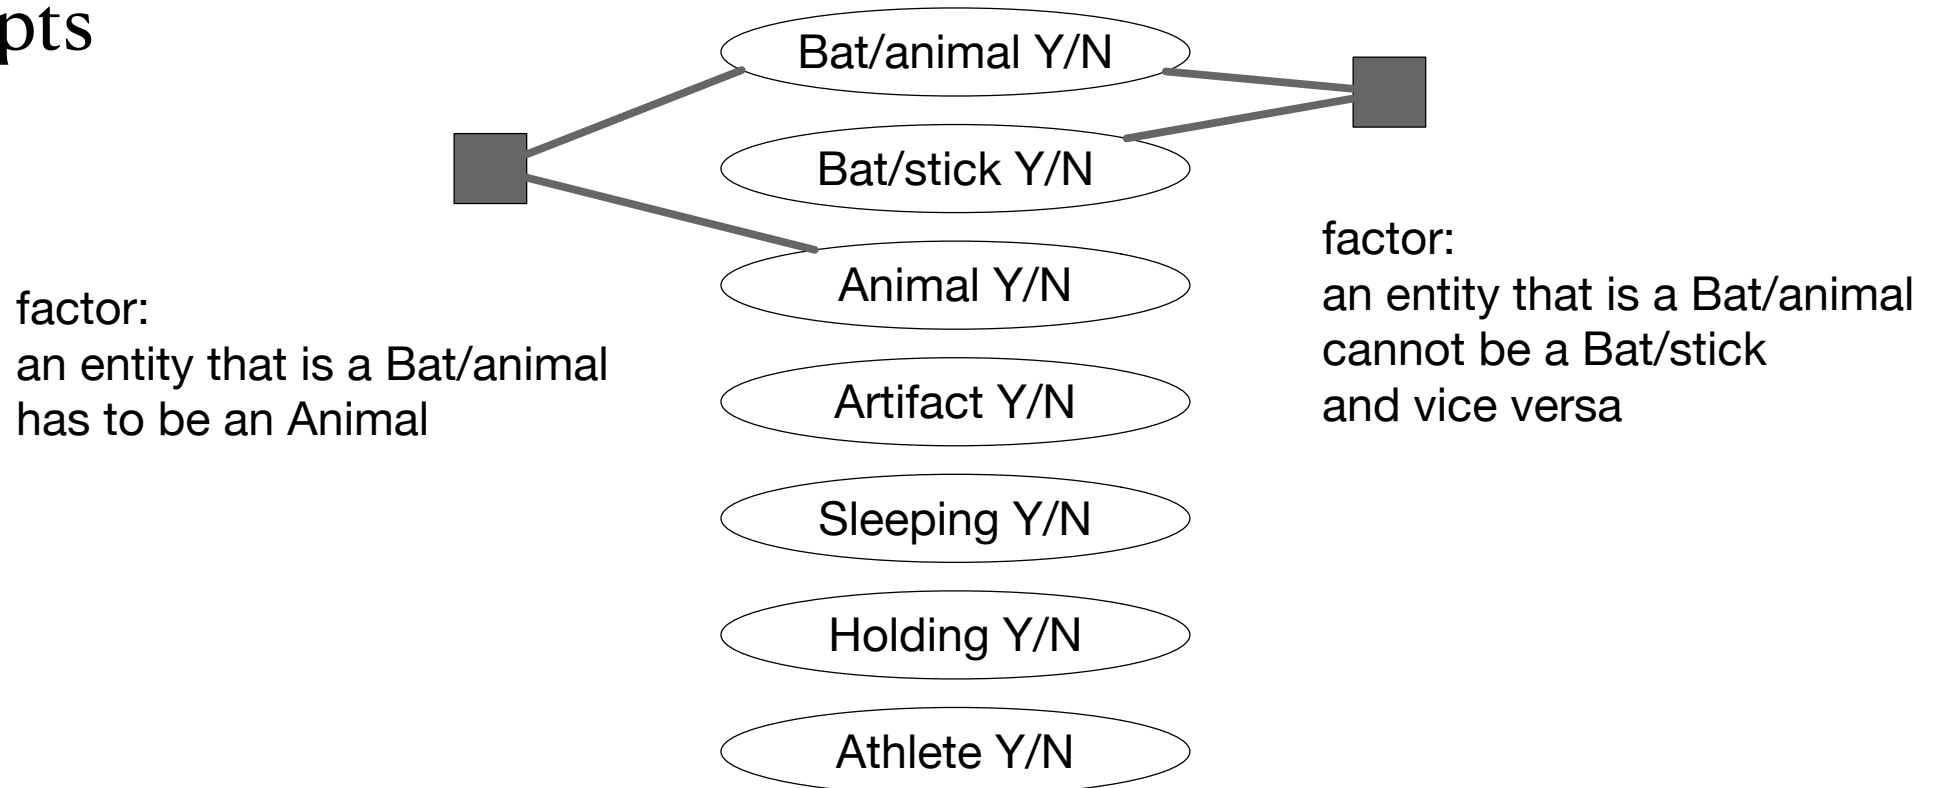 pts
Bat/animal Y/N
Bat/stick Y/N
Animal Y/N
Artifact Y/N
Sleeping Y/N
Holding Y/N
Athlete Y/N
factor:
an entity that is a Bat/animal
has to be an Animal
factor:
an entity that is a Bat/animal
cannot be a Bat/stick
and vice versa